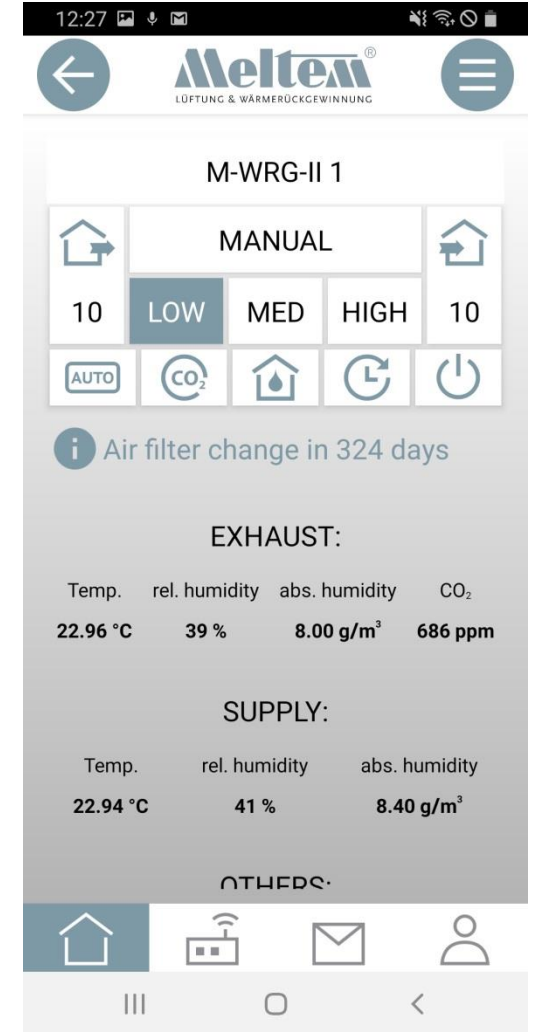 12:27
Meltem®
LÜFTUNG & WÄRMERÜCKGEWINNUNG
M-WRG-II 1
MANUAL
10 LOW MED HIGH 10
AUTO CO₂
i Air filter change in 324 days
EXHAUST:
Temp. rel. humidity abs. humidity CO₂
22.96 °C 39 % 8.00 g/m³ 686 ppm
SUPPLY:
Temp. rel. humidity abs. humidity
22.94 °C 41 % 8.40 g/m³
OTHERS: